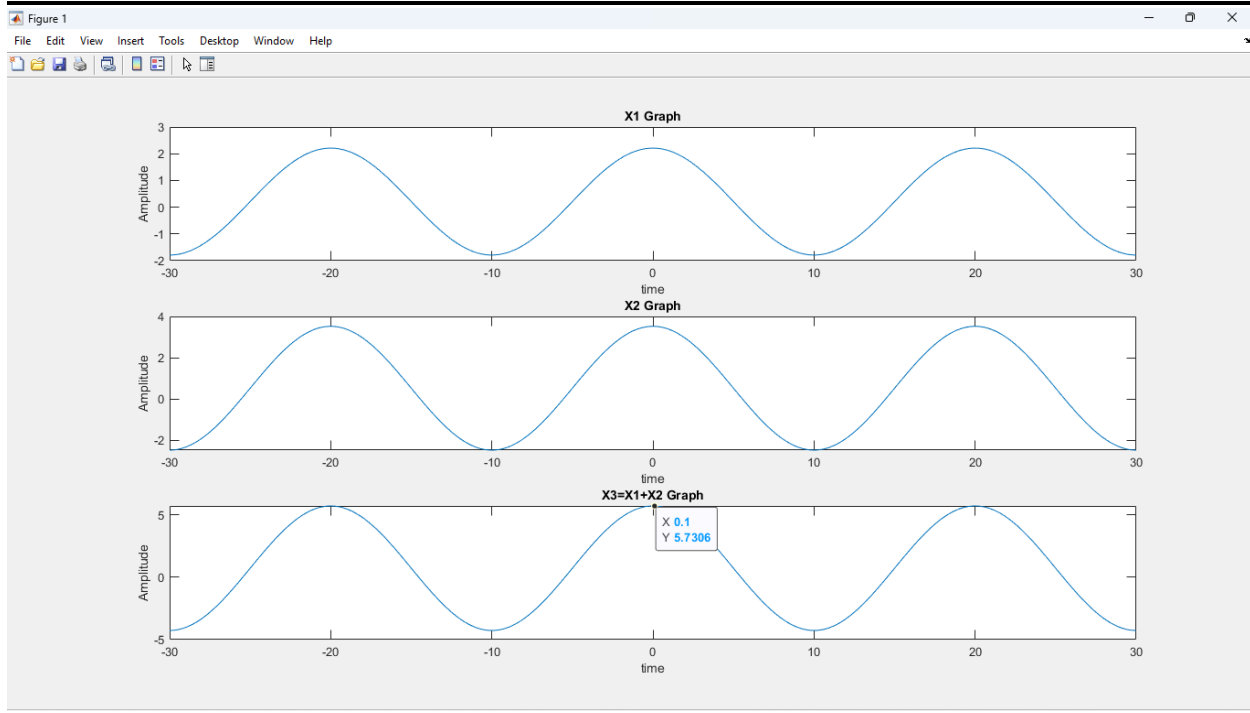 Figure 1
File Edit View Insert Tools Desktop Window Help
X1 Graph
3
2
1
0
-1
-2
Amplitude
-30 -20 -10 0 10 20 30
time
X2 Graph
4
2
0
-2
Amplitude
-30 -20 -10 0 10 20 30
time
X3=X1+X2 Graph
5
0
-5
Amplitude
X 0.1
Y 5.7306
-30 -20 -10 0 10 20 30
time